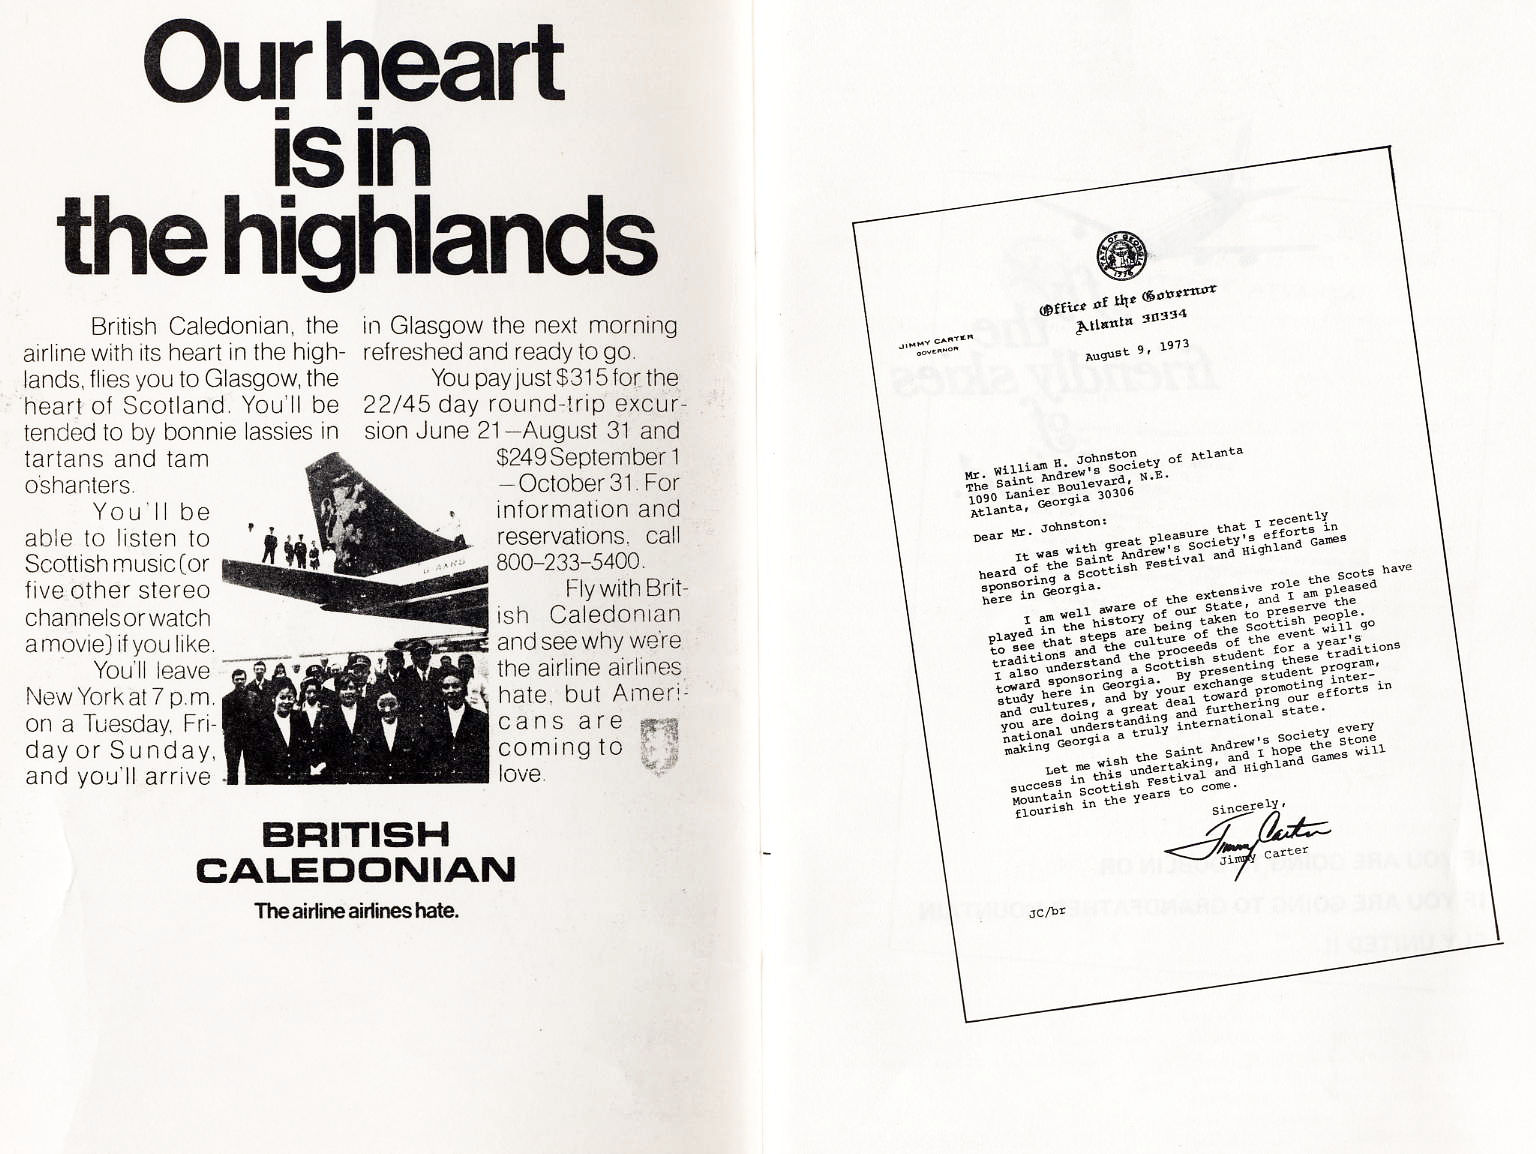 Our heart
is in
the highlands
British Caledonian, the
airline with its heart in the high-
lands, flies you to Glasgow, the
heart of Scotland. You'll be
tended to by bonnie lassies in
tartans and tam
o'shanters.
You'll be
able to listen to
Scottish music (or
five other stereo
channels or watch
a movie) if you like.
You'll leave
New York at 7 p.m.
on a Tuesday, Fri-
day or Sunday,
and you'll arrive
in Glasgow the next morning
refreshed and ready to go.
You pay just $315 for the
22/45 day round-trip excur-
sion June 21—August 31 and
$249 September 1
—October 31. For
information and
reservations, call
800-233-5400.
Fly with Brit-
ish Caledonian
and see why we're
the airline airlines
hate, but Ameri-
cans are
coming to
love.
BRITISH
CALEDONIAN
The airline airlines hate.
STATE OF GEORGIA
1776
Office of the Governor
Atlanta 30334
JIMMY CARTER
GOVERNOR
August 9, 1973
Mr. William H. Johnston
The Saint Andrew's Society of Atlanta
1090 Lanier Boulevard, N.E.
Atlanta, Georgia 30306
Dear Mr. Johnston:
It was with great pleasure that I recently
heard of the Saint Andrew's Society's efforts in
sponsoring a Scottish Festival and Highland Games
here in Georgia.
I am well aware of the extensive role the Scots have
played in the history of our State, and I am pleased
to see that steps are being taken to preserve the
traditions and the culture of the Scottish people.
I also understand the proceeds of the event will go
toward sponsoring a Scottish student for a year's
study here in Georgia. By presenting these traditions
and cultures, and by your exchange student program,
you are doing a great deal toward promoting inter-
national understanding and furthering our efforts in
making Georgia a truly international state.
Let me wish the Saint Andrew's Society every
success in this undertaking, and I hope the Stone
Mountain Scottish Festival and Highland Games will
flourish in the years to come.
Sincerely,
Jimmy Carter
Jimmy Carter
JC/br